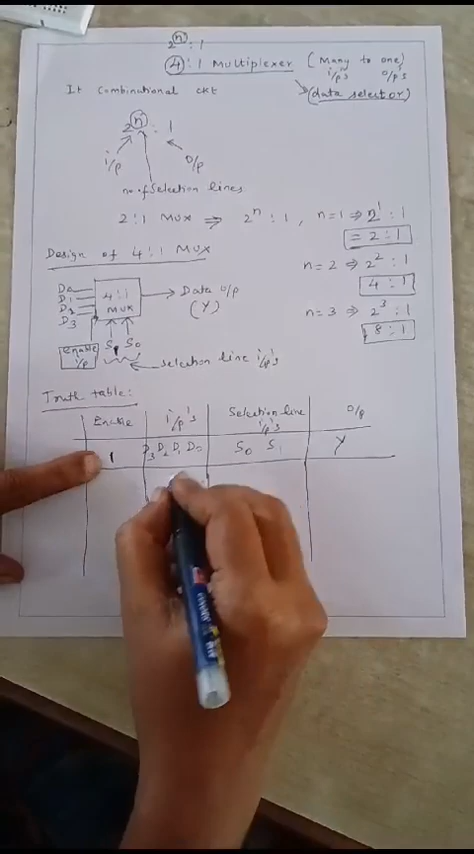 2ⁿ : 1
4:1 Multiplexer (Many to one)
i/p's o/p's
It Combinational ckt (data selector)
2ⁿ : 1
i/p o/p
no. of selection lines
2:1 MUX ⇒ 2ⁿ : 1, n=1 ⇒ 2¹ : 1
= 2:1
Design of 4:1 MUX
n=2 ⇒ 2² : 1
4:1
n=3 ⇒ 2³ : 1
8:1
D₀
D₁
D₂
D₃
4:1
MUX
Data o/p
(Y)
Enable
i/p
S₁ S₀
selection line i/p's
Truth table:
Enable i/p's Selection line i/p's o/p
1 D₃ D₂ D₁ D₀ S₀ S₁ Y